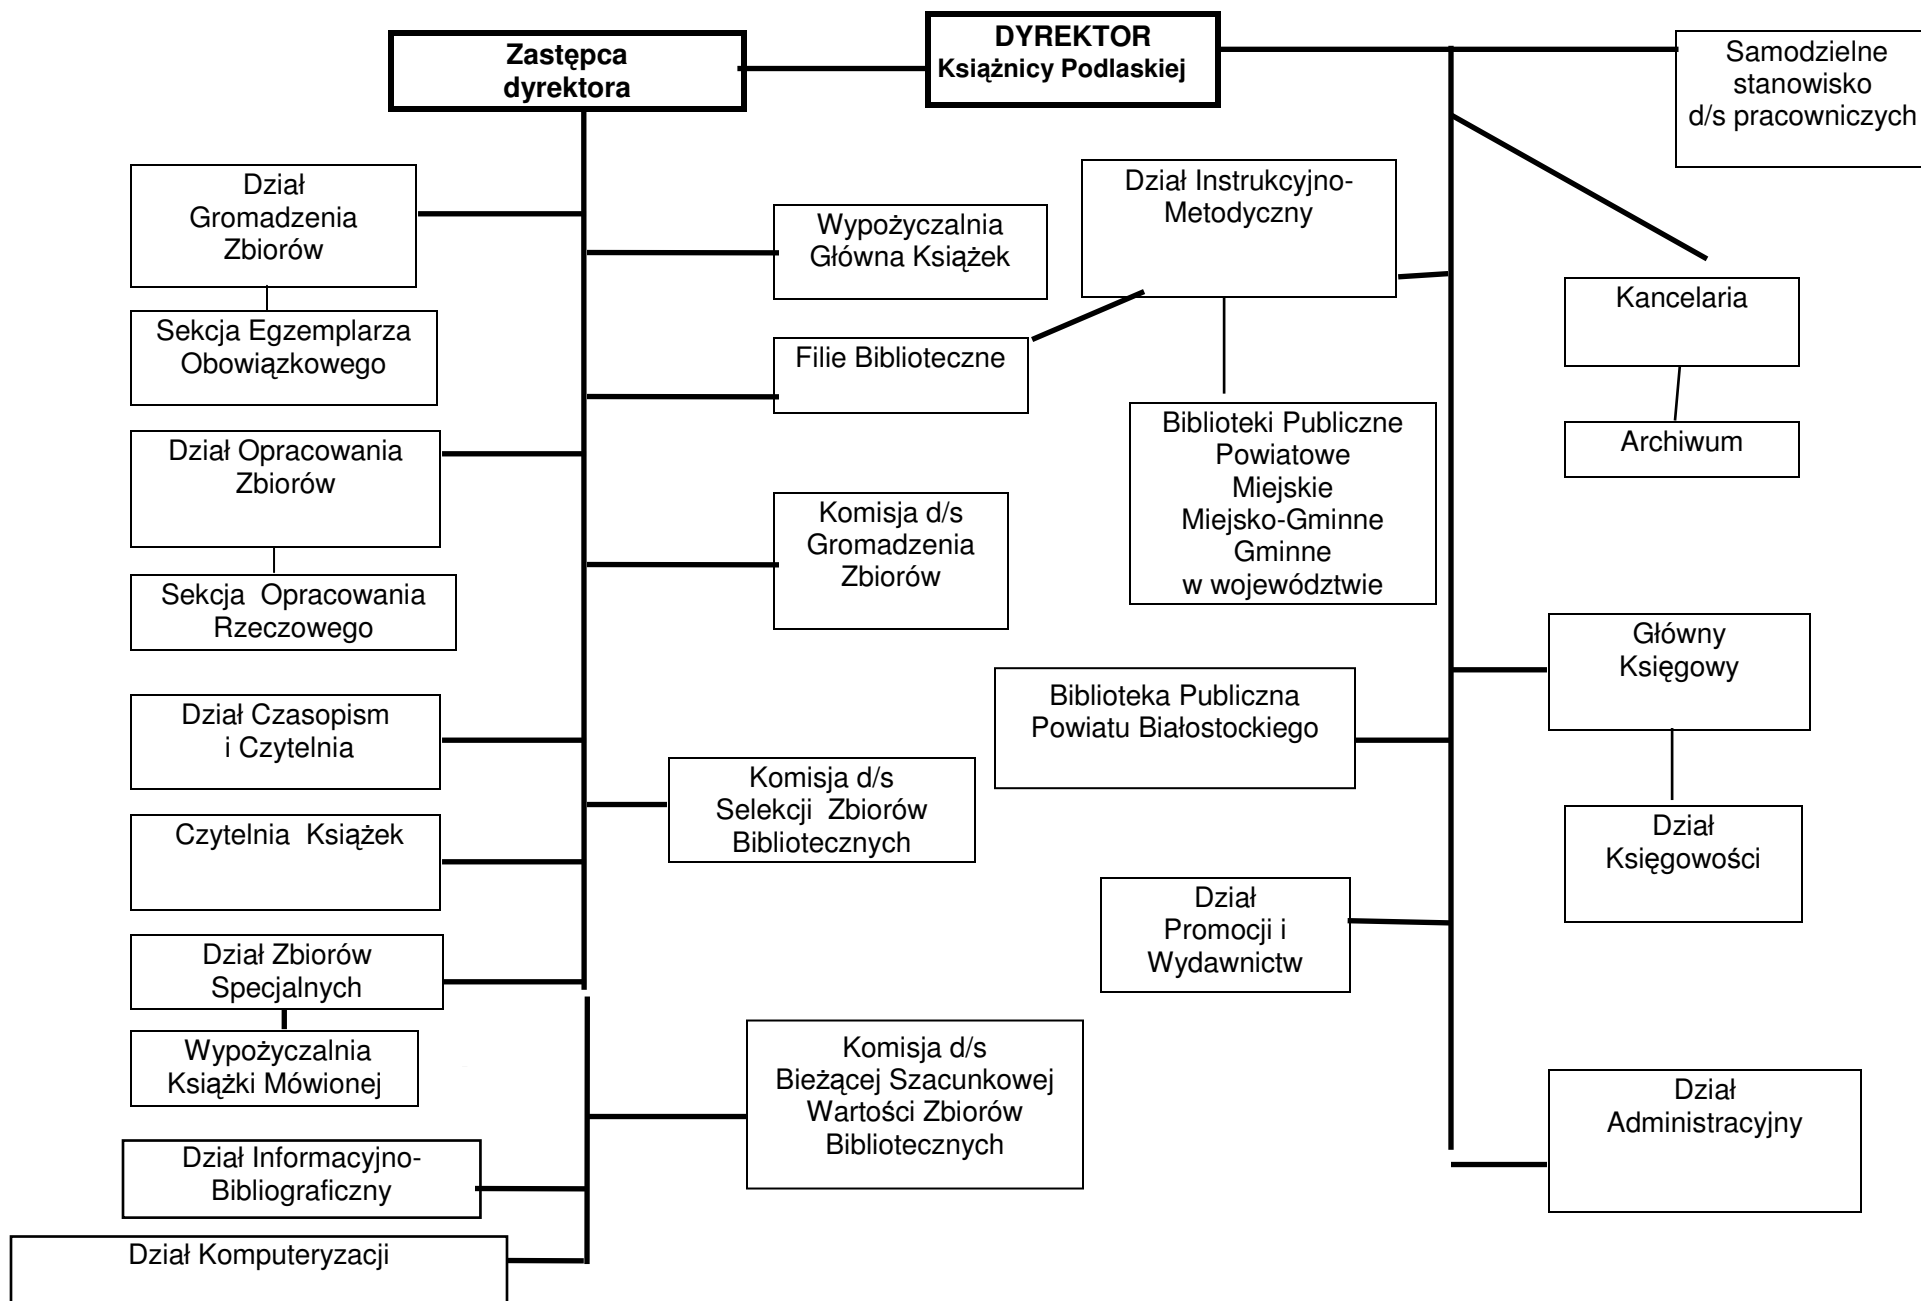 Zastępca
dyrektora
DYREKTOR
Książnicy Podlaskiej
Samodzielne
stanowisko
d/s pracowniczych
Dział
Gromadzenia
Zbiorów
Sekcja Egzemplarza
Obowiązkowego
Dział Opracowania
Zbiorów
Sekcja Opracowania
Rzeczowego
Dział Czasopism
i Czytelnia
Czytelnia Książek
Dział Zbiorów
Specjalnych
Wypożyczalnia
Książki Mówionej
Dział Informacyjno-
Bibliograficzny
Dział Komputeryzacji
Wypożyczalnia
Główna Książek
Filie Biblioteczne
Komisja d/s
Gromadzenia
Zbiorów
Komisja d/s
Selekcji Zbiorów
Bibliotecznych
Komisja d/s
Bieżącej Szacunkowej
Wartości Zbiorów
Bibliotecznych
Dział Instrukcyjno-
Metodyczny
Biblioteki Publiczne
Powiatowe
Miejskie
Miejsko-Gminne
Gminne
w województwie
Biblioteka Publiczna
Powiatu Białostockiego
Dział
Promocji i
Wydawnictw
Kancelaria
Archiwum
Główny
Księgowy
Dział
Księgowości
Dział
Administracyjny